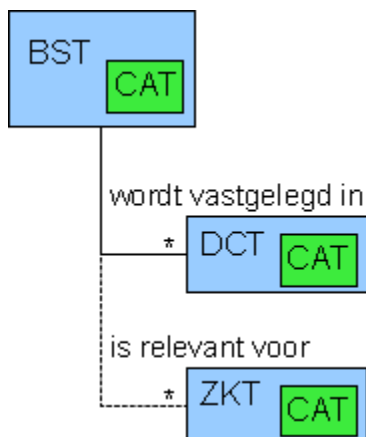 BST
CAT
wordt vastgelegd in
* DCT
CAT
is relevant voor
* ZKT
CAT